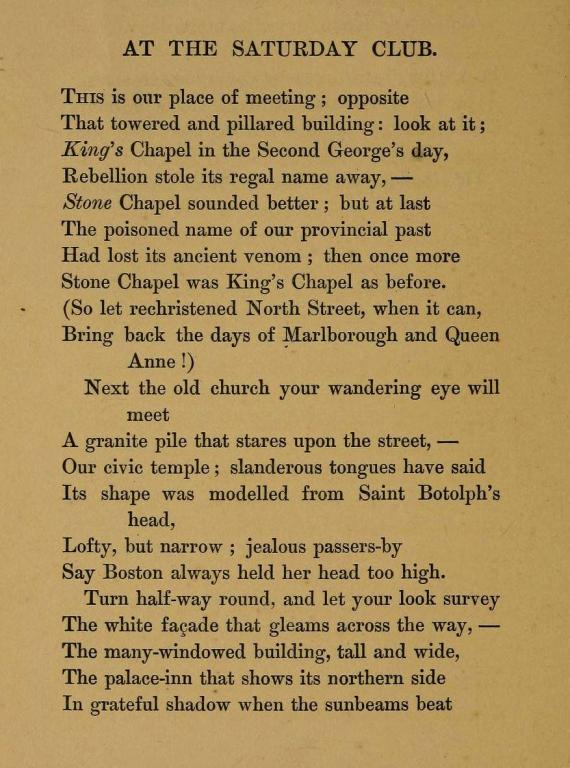 AT THE SATURDAY CLUB.
THIS is our place of meeting; opposite
That towered and pillared building: look at it;
King's Chapel in the Second George's day,
Rebellion stole its regal name away, —
Stone Chapel sounded better; but at last
The poisoned name of our provincial past
Had lost its ancient venom; then once more
Stone Chapel was King's Chapel as before.
(So let rechristened North Street, when it can,
Bring back the days of Marlborough and Queen
Anne!)
Next the old church your wandering eye will
meet
A granite pile that stares upon the street, —
Our civic temple; slanderous tongues have said
Its shape was modelled from Saint Botolph's
head,
Lofty, but narrow; jealous passers-by
Say Boston always held her head too high.
Turn half-way round, and let your look survey
The white façade that gleams across the way, —
The many-windowed building, tall and wide,
The palace-inn that shows its northern side
In grateful shadow when the sunbeams beat